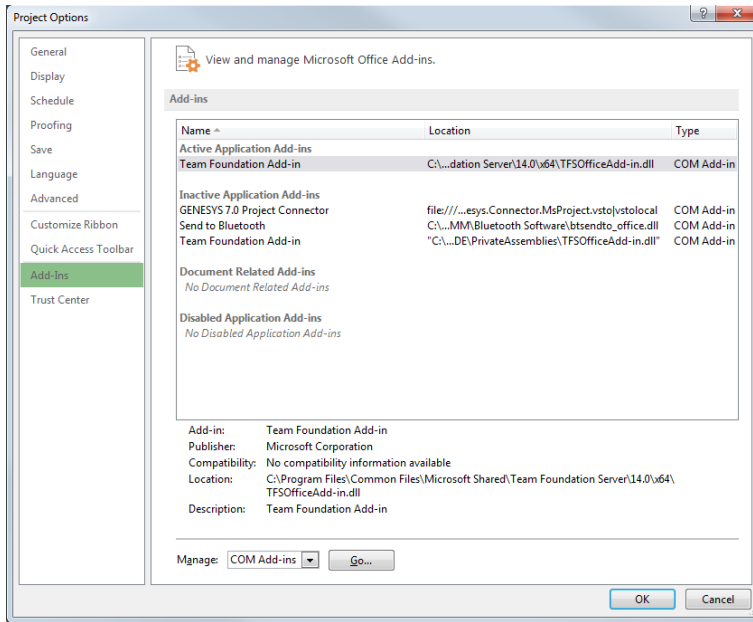 Project Options
General
Display
Schedule
Proofing
Save
Language
Advanced
Customize Ribbon
Quick Access Toolbar
Add-Ins
Trust Center
View and manage Microsoft Office Add-ins.
Add-ins
Name Location Type
Active Application Add-ins
Team Foundation Add-in C:\...dation Server\14.0\x64\TFSOfficeAdd-in.dll COM Add-in
Inactive Application Add-ins
GENESYS 7.0 Project Connector file:///...esys.Connector.MsProject.vsto|vstolocal COM Add-in
Send to Bluetooth C:\...MM\Bluetooth Software\btsendto_office.dll COM Add-in
Team Foundation Add-in "C:\...DE\PrivateAssemblies\TFSOfficeAdd-in.dll" COM Add-in
Document Related Add-ins
No Document Related Add-ins
Disabled Application Add-ins
No Disabled Application Add-ins
Add-in: Team Foundation Add-in
Publisher: Microsoft Corporation
Compatibility: No compatibility information available
Location: C:\Program Files\Common Files\Microsoft Shared\Team Foundation Server\14.0\x64\
TFSOfficeAdd-in.dll
Description: Team Foundation Add-in
Manage: COM Add-ins Go...
OK Cancel